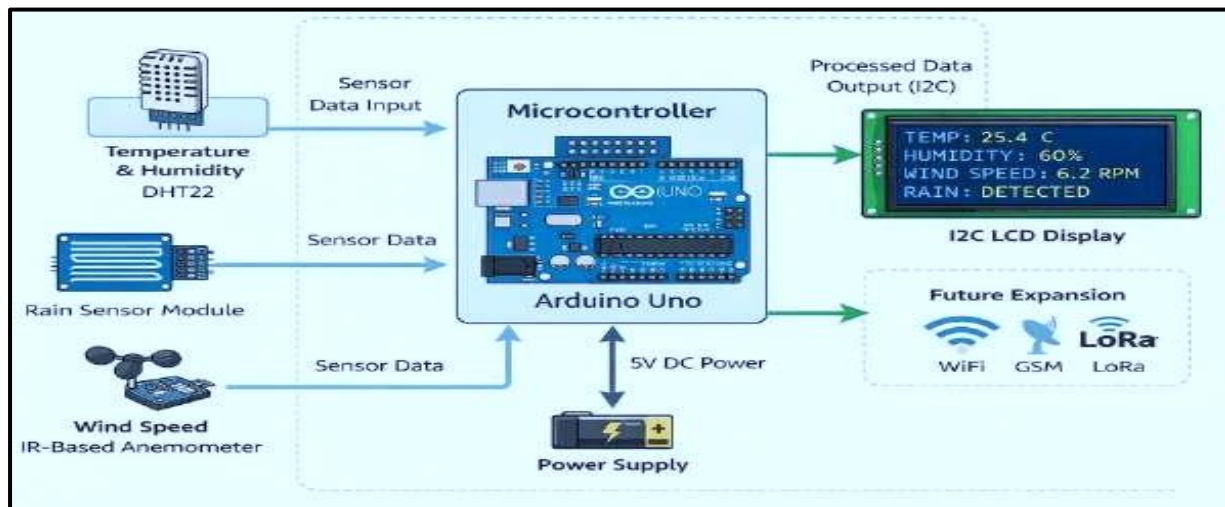 Temperature
& Humidity
DHT22
Rain Sensor Module
Wind Speed
IR-Based Anemometer
Sensor
Data Input
Sensor Data
Sensor Data
Microcontroller
UNO
Arduino Uno
5V DC Power
Power Supply
Processed Data
Output (I2C)
TEMP: 25.4 C
HUMIDITY: 60%
WIND SPEED: 6.2 RPM
RAIN: DETECTED
I2C LCD Display
Future Expansion
LoRa
WiFi GSM LoRa